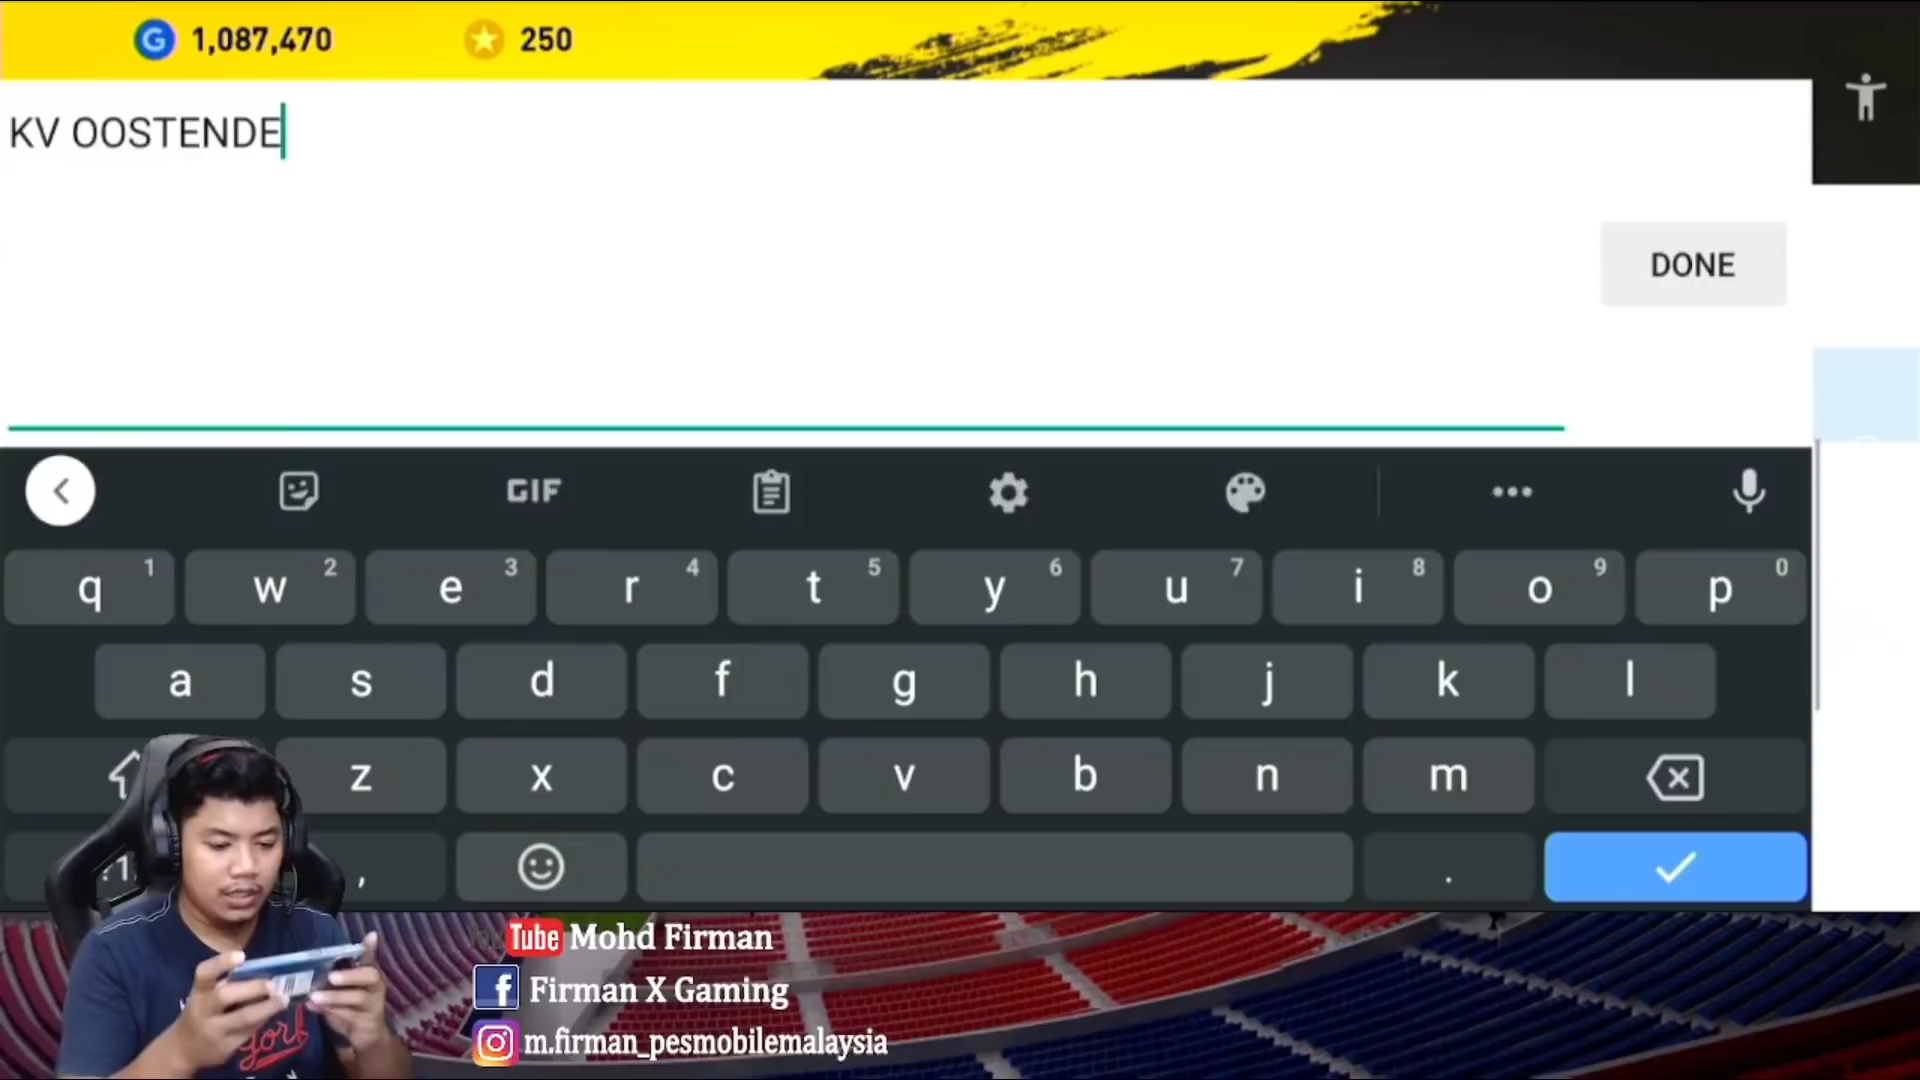 1,087,470 250
KV OOSTENDE
DONE
GIF
q 1 w 2 e 3 r 4 t 5 y 6 u 7 i 8 o 9 p 0
a s d f g h j k l
z x c v b n m
, .
Tube Mohd Firman
f Firman X Gaming
m.firman_pesmobilemalaysia